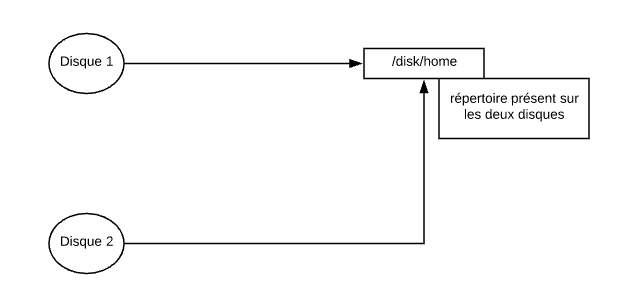 Disque 1
/disk/home
répertoire présent sur
les deux disques
Disque 2